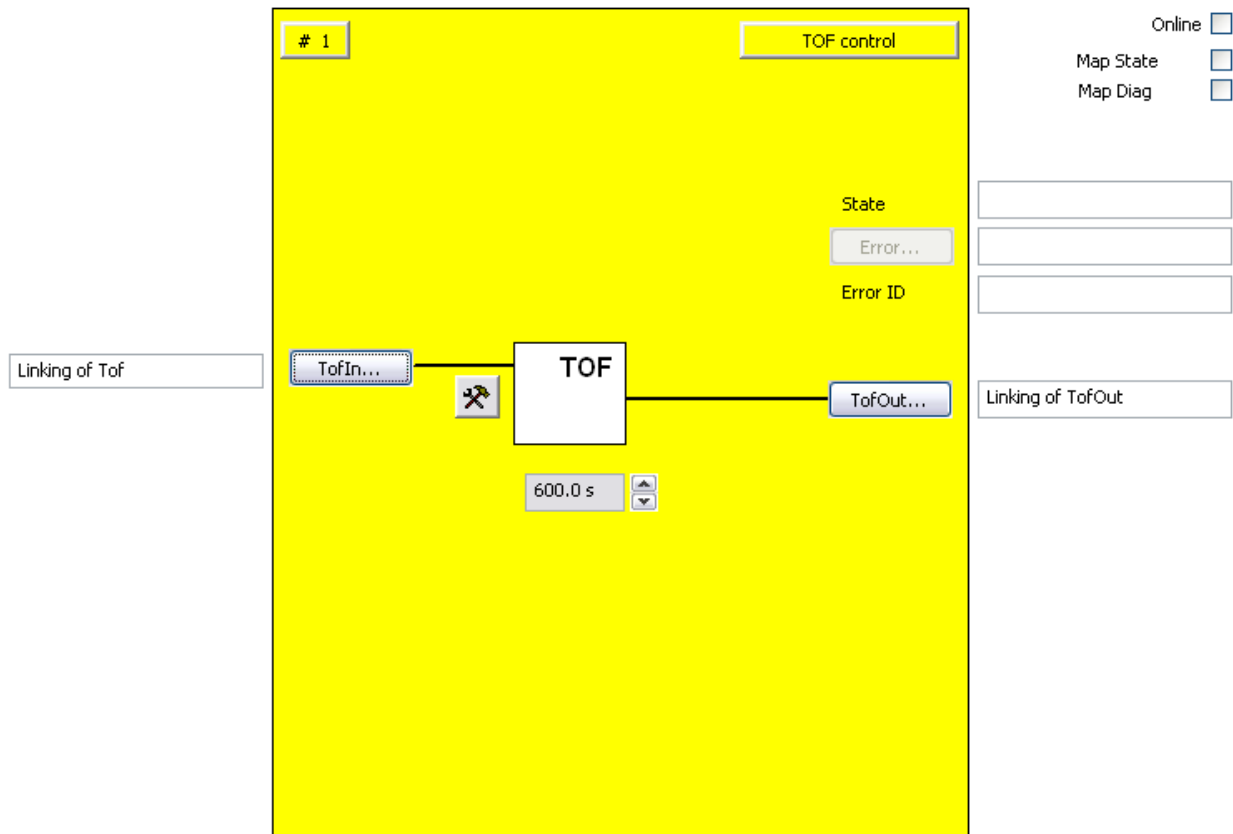 # 1
TOF control
Online
Map State
Map Diag
State
Error...
Error ID
Linking of Tof
TofIn...
TOF
TofOut...
Linking of TofOut
600.0 s